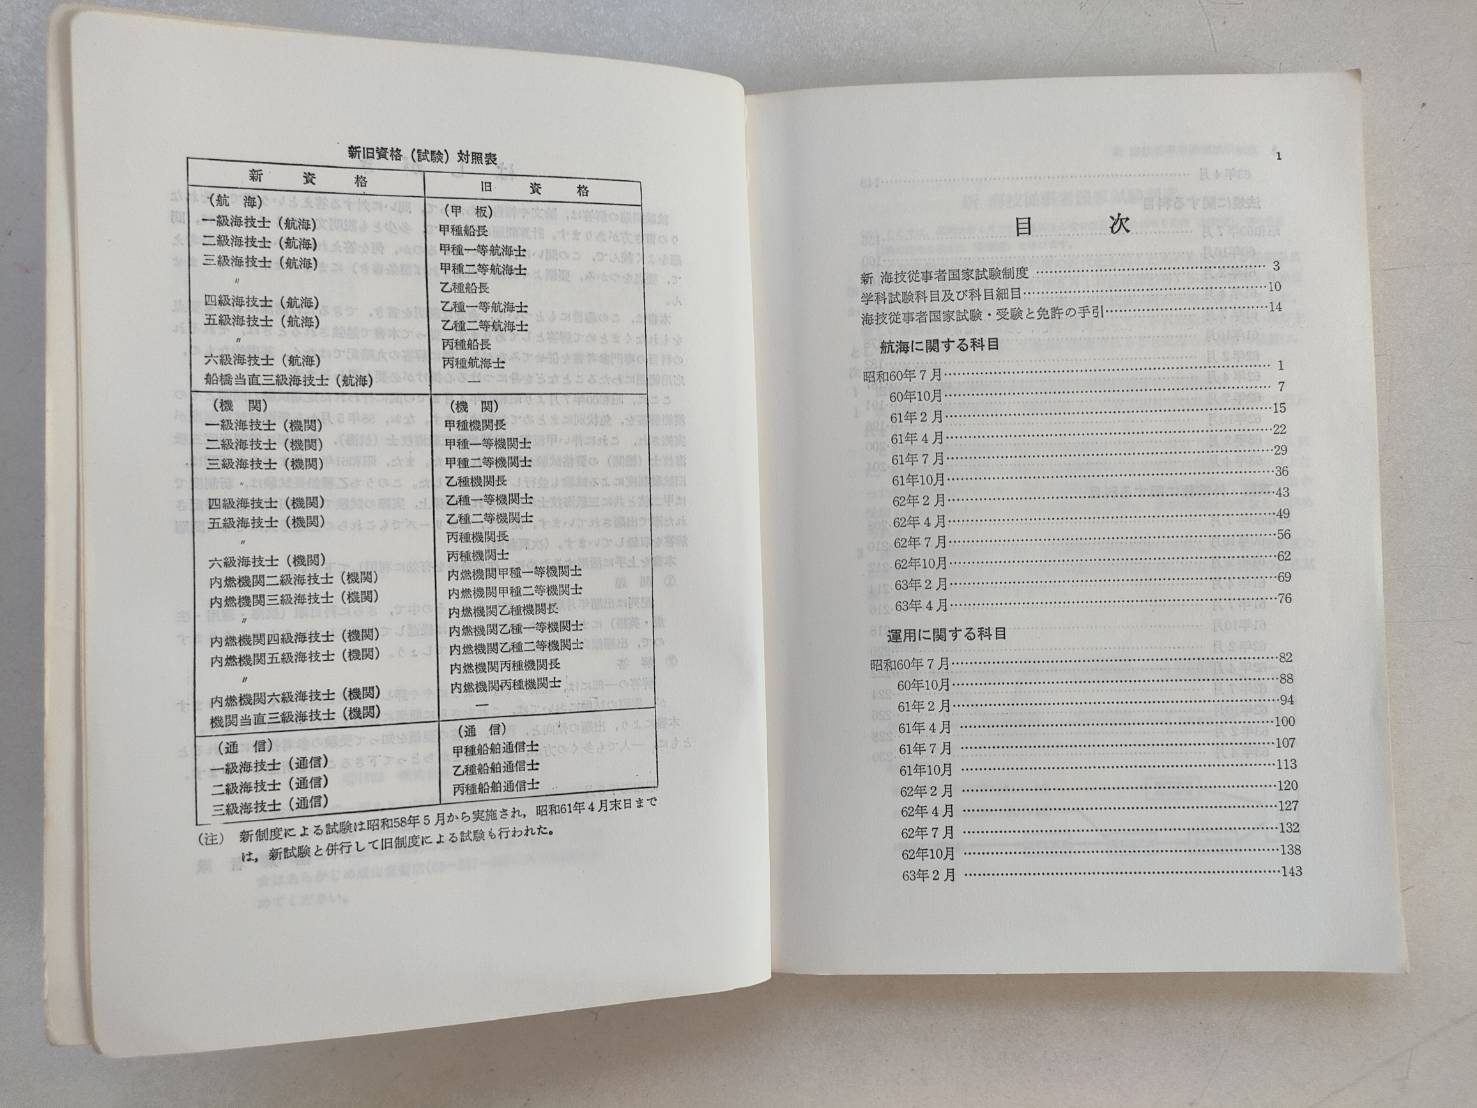 新旧資格（試験）対照表
新　資　格　旧　資　格
（航　海）　（甲　板）
一級海技士（航海）　甲種船長
二級海技士（航海）　甲種一等航海士
三級海技士（航海）　甲種二等航海士
〃　乙種船長
四級海技士（航海）　乙種一等航海士
五級海技士（航海）　乙種二等航海士
〃　丙種船長
六級海技士（航海）　丙種航海士
船橋当直三級海技士（航海）　―
（機　関）　（機　関）
一級海技士（機関）　甲種機関長
二級海技士（機関）　甲種一等機関士
三級海技士（機関）　甲種二等機関士
〃　乙種機関長
四級海技士（機関）　乙種一等機関士
五級海技士（機関）　乙種二等機関士
〃　丙種機関長
六級海技士（機関）　丙種機関士
内燃機関二級海技士（機関）　内燃機関甲種一等機関士
内燃機関三級海技士（機関）　内燃機関甲種二等機関士
〃　内燃機関乙種機関長
内燃機関四級海技士（機関）　内燃機関乙種一等機関士
内燃機関五級海技士（機関）　内燃機関乙種二等機関士
〃　内燃機関丙種機関長
内燃機関六級海技士（機関）　内燃機関丙種機関士
機関当直三級海技士（機関）　―
（通　信）　（通　信）
一級海技士（通信）　甲種船舶通信士
二級海技士（通信）　乙種船舶通信士
三級海技士（通信）　丙種船舶通信士
（注）　新制度による試験は昭和58年5月から実施され，昭和61年4月末日まで
は，新試験と併行して旧制度による試験も行われた。
1
目　次
新 海技従事者国家試験制度……3
学科試験科目及び科目細目……10
海技従事者国家試験・受験と免許の手引……14
航海に関する科目
昭和60年7月……1
60年10月……7
61年2月……15
61年4月……22
61年7月……29
61年10月……36
62年2月……43
62年4月……49
62年7月……56
62年10月……62
63年2月……69
63年4月……76
運用に関する科目
昭和60年7月……82
60年10月……88
61年2月……94
61年4月……100
61年7月……107
61年10月……113
62年2月……120
62年4月……127
62年7月……132
62年10月……138
63年2月……143